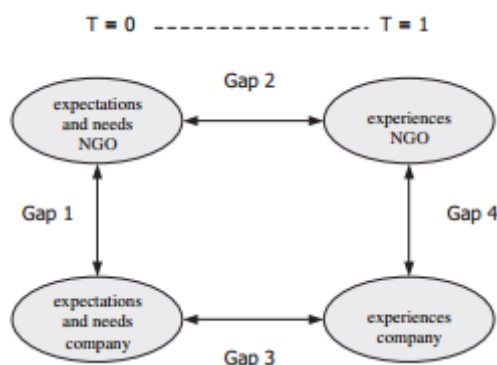 T = 0 ---------------------- T = 1
Gap 2
expectations
and needs
NGO
experiences
NGO
Gap 1
Gap 4
expectations
and needs
company
experiences
company
Gap 3